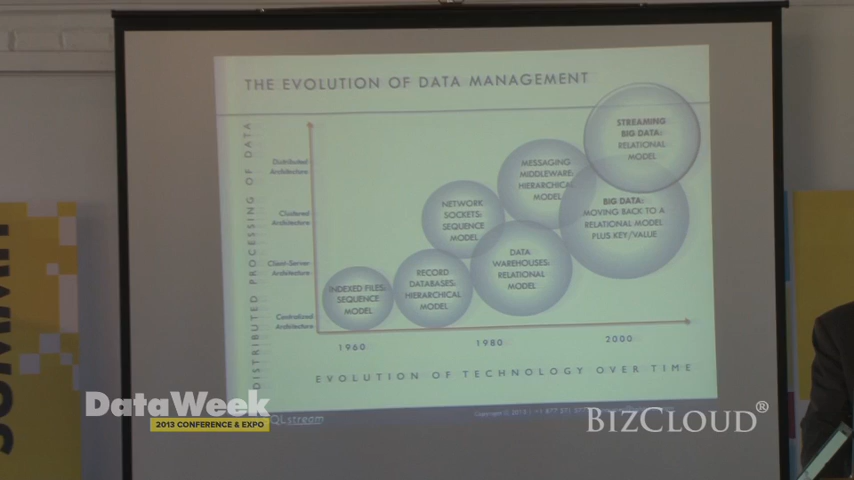 THE EVOLUTION OF DATA MANAGEMENT
DISTRIBUTED PROCESSING OF DATA
Distributed
Architecture
Clustered
Architecture
Client-Server
Architecture
Centralized
Architecture
INDEXED FILES:
SEQUENCE
MODEL
RECORD
DATABASES:
HIERARCHICAL
MODEL
NETWORK
SOCKETS:
SEQUENCE
MODEL
DATA
WAREHOUSES:
RELATIONAL
MODEL
MESSAGING
MIDDLEWARE:
HIERARCHICAL
MODEL
BIG DATA:
MOVING BACK TO A
RELATIONAL MODEL
PLUS KEY/VALUE
STREAMING
BIG DATA:
RELATIONAL
MODEL
1960 1980 2000
EVOLUTION OF TECHNOLOGY OVER TIME
SUMMIT
DataWeek
2013 CONFERENCE & EXPO
QLstream
BIZCLOUD®